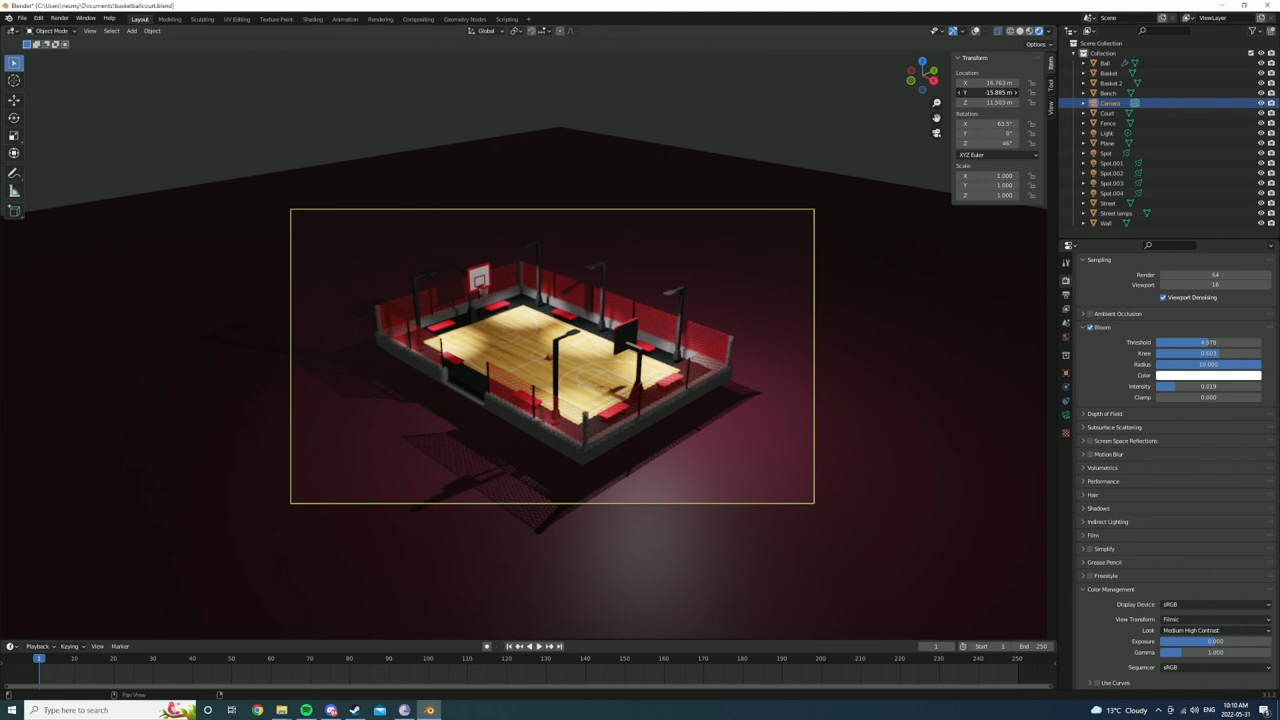 Blender* [C:\Users\neumy\Documents\basketballcourt.blend]
File Edit Render Window Help Layout Modeling Sculpting UV Editing Texture Paint Shading Animation Rendering Compositing Geometry Nodes Scripting + Scene ViewLayer
Object Mode View Select Add Object Global
Options
Scene Collection
Collection
Ball
Basket
Basket 2
Bench
Camera
Court
Fence
Light
Plane
Spot
Spot.001
Spot.002
Spot.003
Spot.004
Street
Street lamps
Wall
Transform
Location:
X 16.763 m
Y -15.885 m
Z 11.503 m
Rotation:
X 63.5°
Y 0°
Z 46°
XYZ Euler
Scale:
X 1.000
Y 1.000
Z 1.000
Item
Tool
View
Sampling
Render 64
Viewport 16
Viewport Denoising
Ambient Occlusion
Bloom
Threshold 4.978
Knee 0.603
Radius 10.000
Color
Intensity 0.019
Clamp 0.000
Depth of Field
Subsurface Scattering
Screen Space Reflections
Motion Blur
Volumetrics
Performance
Hair
Shadows
Indirect Lighting
Film
Simplify
Grease Pencil
Freestyle
Color Management
Display Device sRGB
View Transform Filmic
Look Medium High Contrast
Exposure 0.000
Gamma 1.000
Sequencer sRGB
Use Curves
Playback Keying View Marker 1 Start 1 End 250
1 10 20 30 40 50 60 70 80 90 100 110 120 130 140 150 160 170 180 190 200 210 220 230 240 250
Pan View
3.1.2
Type here to search
13°C Cloudy ENG 10:10 AM 2022-05-31